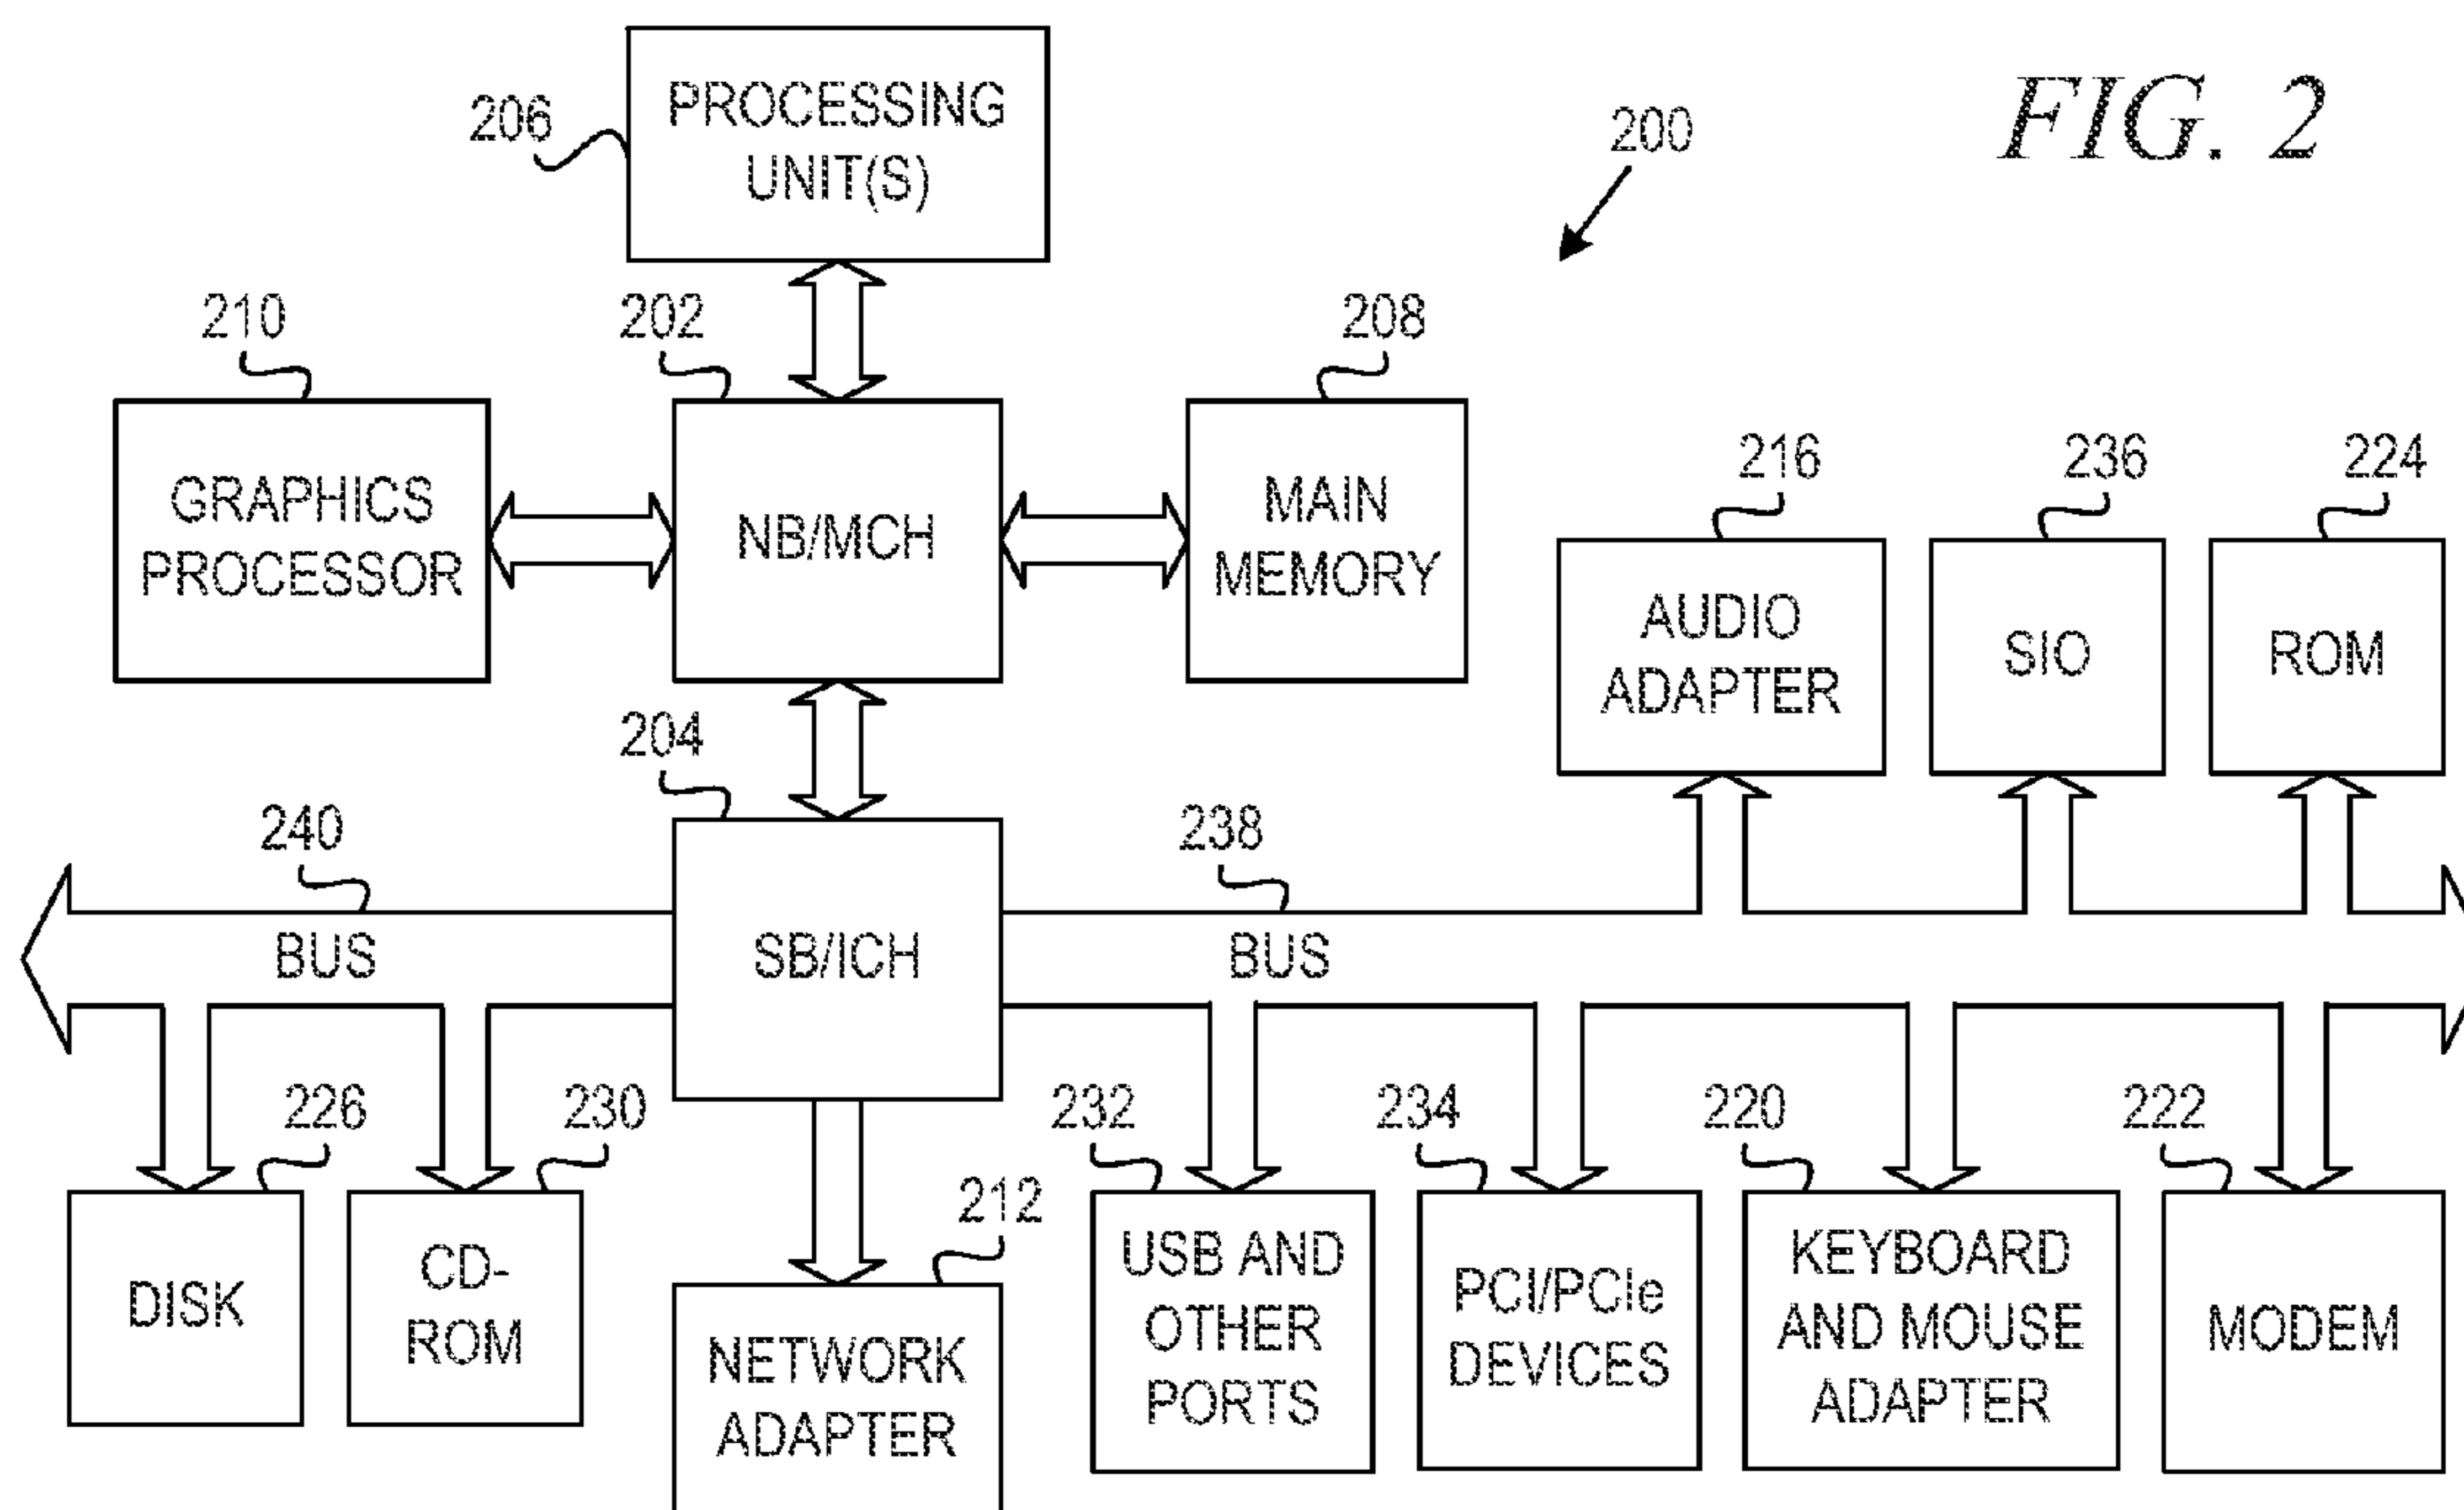 FIG. 2
200
206
PROCESSING
UNIT(S)
210
202
208
GRAPHICS
PROCESSOR
NB/MCH
MAIN
MEMORY
216
236
224
AUDIO
ADAPTER
SIO
ROM
204
240
238
BUS
SB/ICH
BUS
226
230
232
234
220
222
212
DISK
CD-
ROM
NETWORK
ADAPTER
USB AND
OTHER
PORTS
PCI/PCIe
DEVICES
KEYBOARD
AND MOUSE
ADAPTER
MODEM